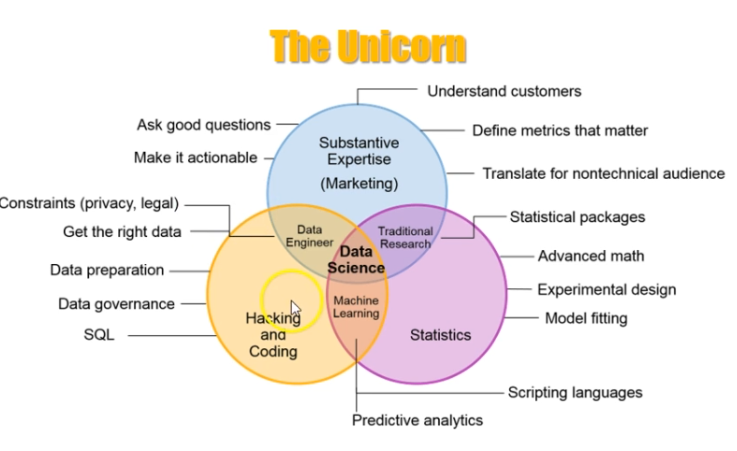 The Unicorn
Understand customers
Ask good questions
Define metrics that matter
Substantive
Expertise
(Marketing)
Make it actionable
Translate for nontechnical audience
Constraints (privacy, legal)
Statistical packages
Get the right data
Data
Engineer
Traditional
Research
Data
Science
Advanced math
Data preparation
Experimental design
Data governance
Machine
Learning
Model fitting
Hacking
and
Coding
SQL
Statistics
Scripting languages
Predictive analytics